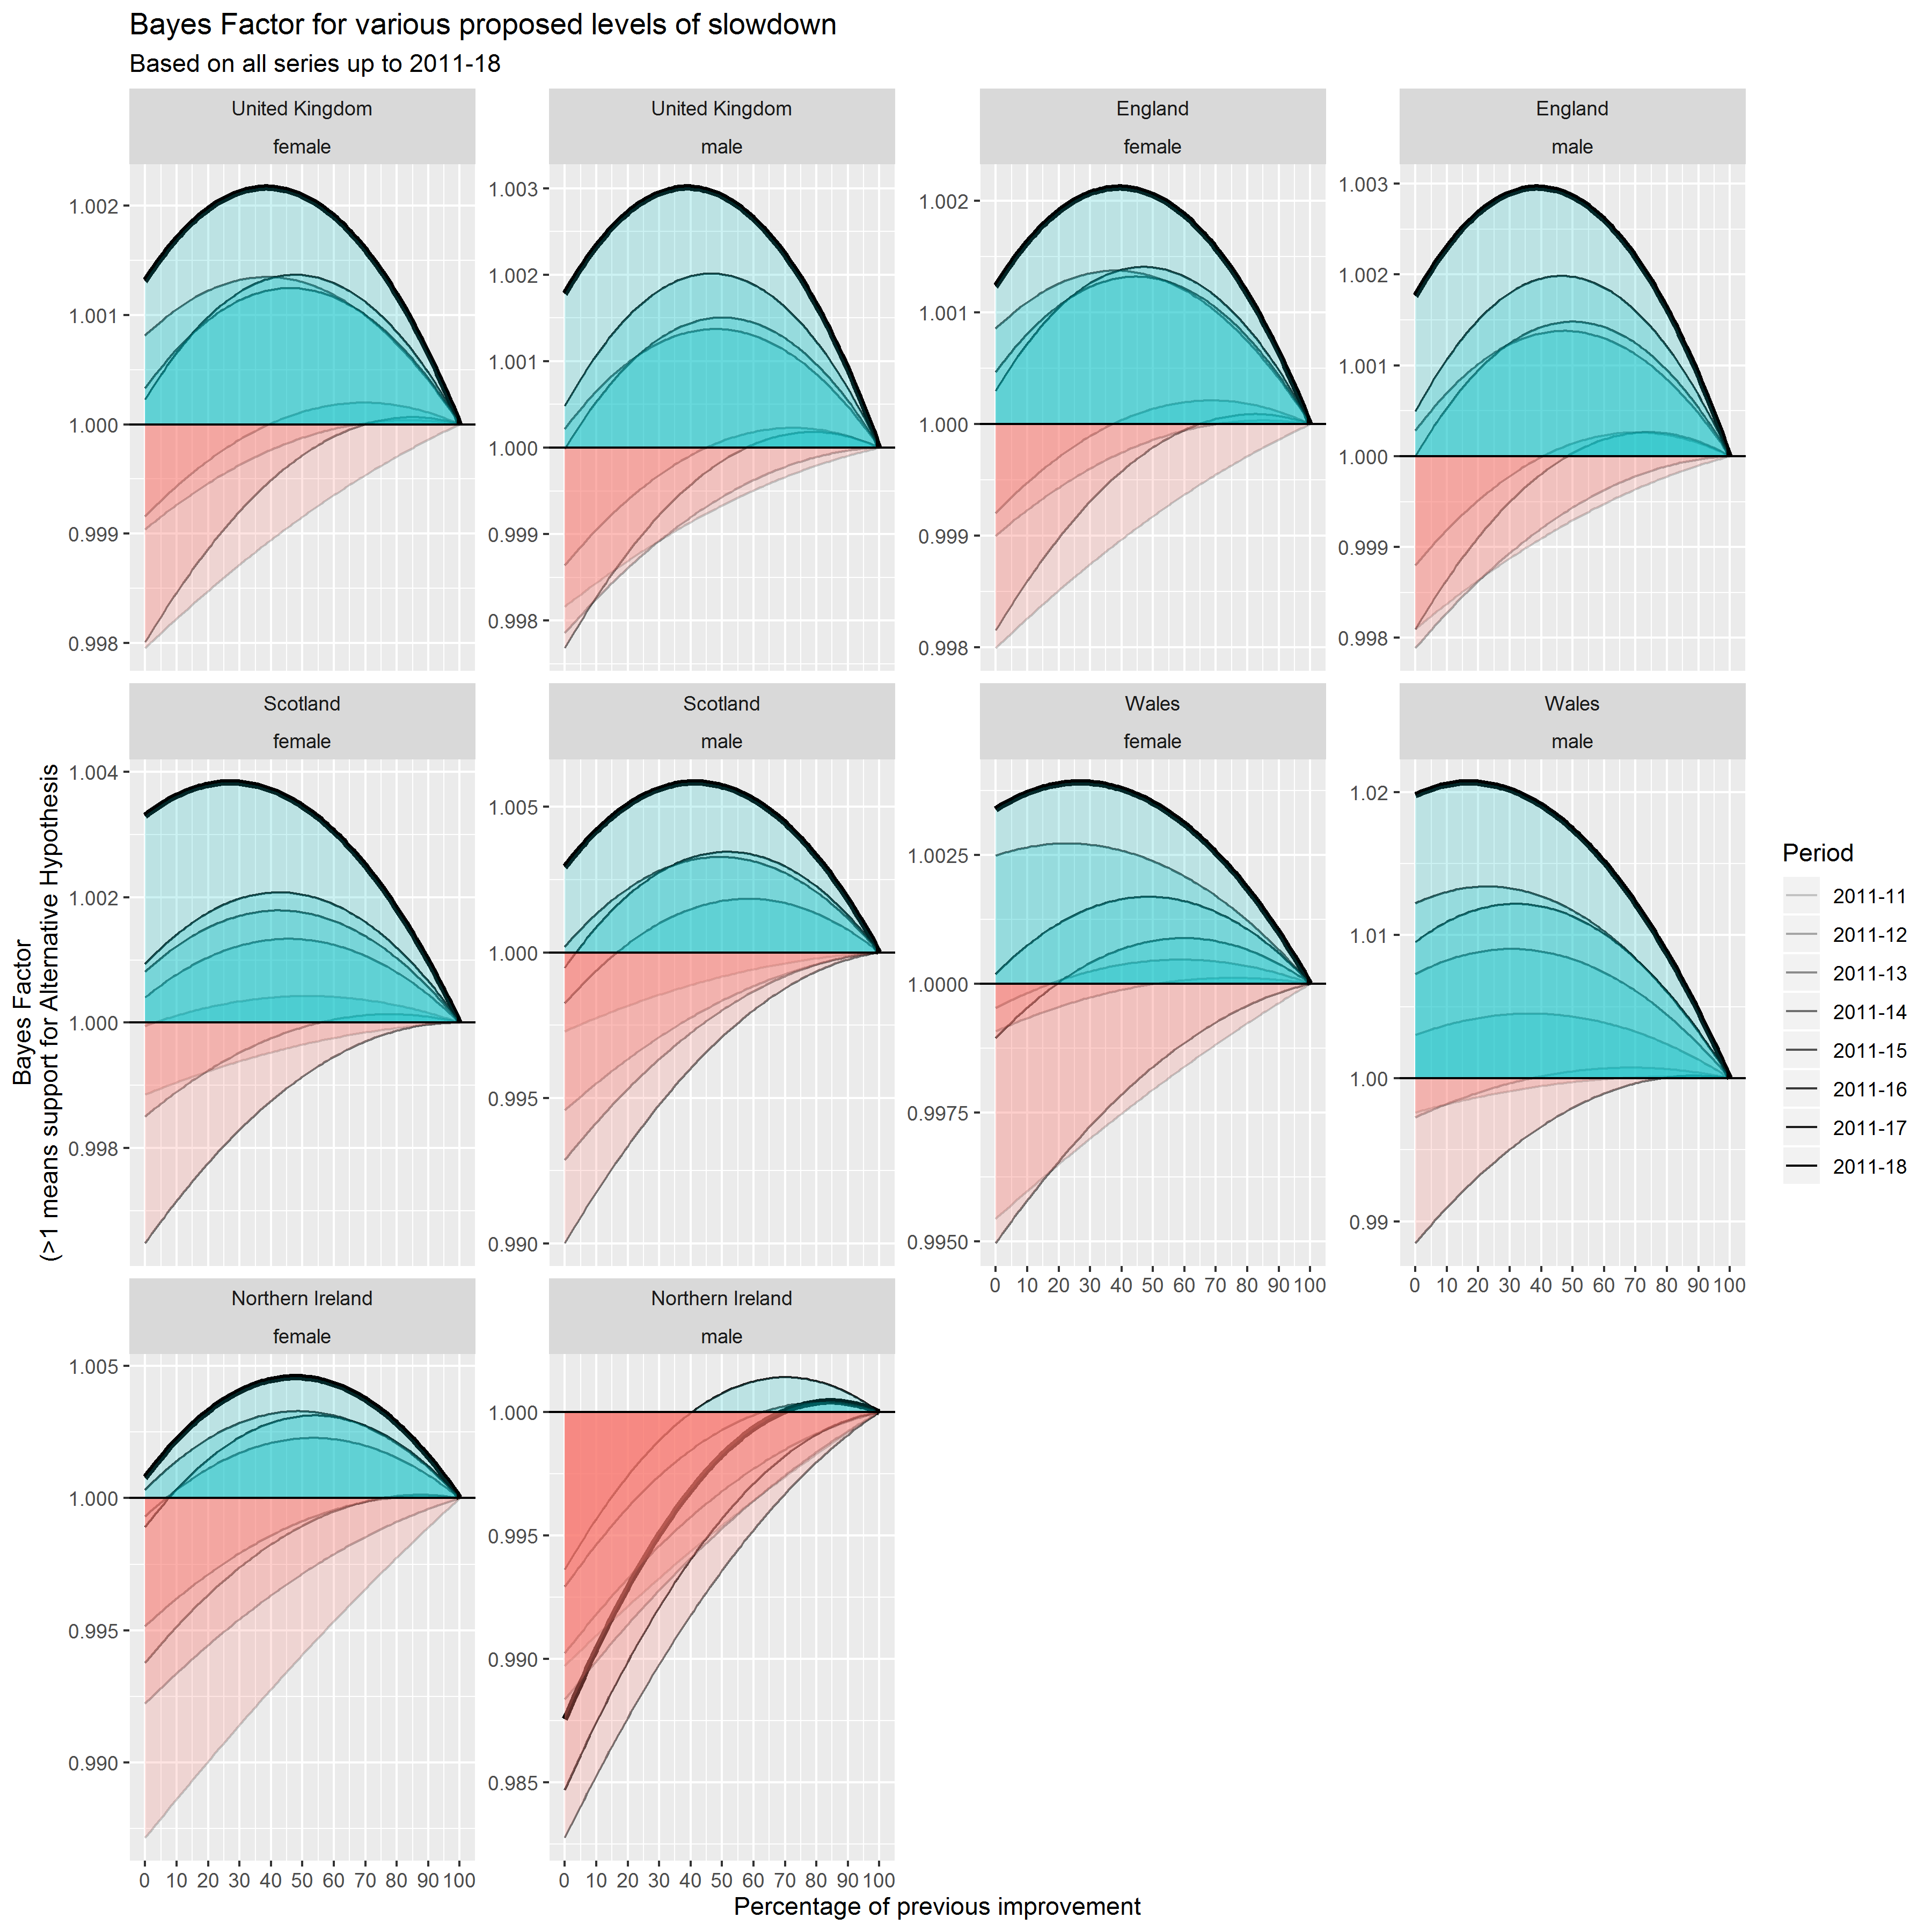 Bayes Factor for various proposed levels of slowdown
Based on all series up to 2011-18
United Kingdom
female
United Kingdom
male
England
female
England
male
1.002
1.001
1.000
0.999
0.998
1.003
1.002
1.001
1.000
0.999
0.998
1.002
1.001
1.000
0.999
0.998
1.003
1.002
1.001
1.000
0.999
0.998
Scotland
female
Scotland
male
Wales
female
Wales
male
1.004
1.002
1.000
0.998
1.005
1.000
0.995
0.990
1.0025
1.0000
0.9975
0.9950
0 10 20 30 40 50 60 70 80 90 100
1.02
1.01
1.00
0.99
0 10 20 30 40 50 60 70 80 90 100
Northern Ireland
female
Northern Ireland
male
1.005
1.000
0.995
0.990
0 10 20 30 40 50 60 70 80 90 100
1.000
0.995
0.990
0.985
0 10 20 30 40 50 60 70 80 90 100
Bayes Factor
(>1 means support for Alternative Hypothesis
Percentage of previous improvement
Period
2011-11
2011-12
2011-13
2011-14
2011-15
2011-16
2011-17
2011-18